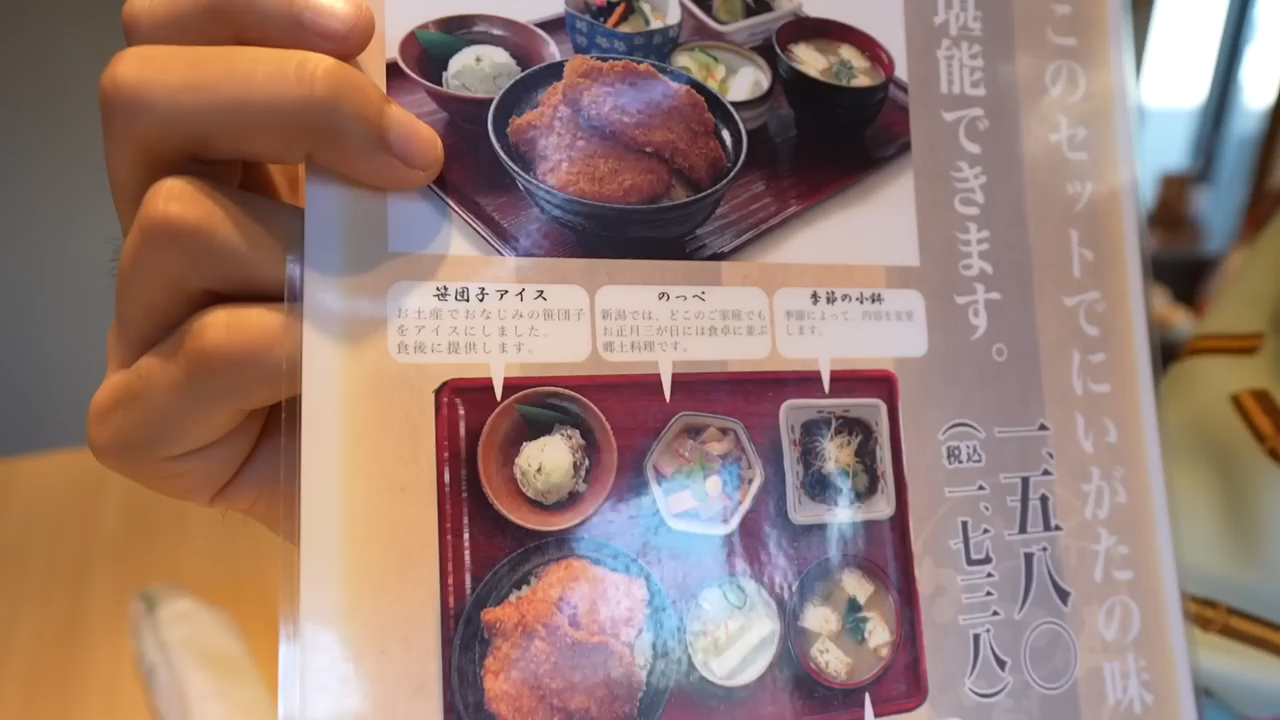 このセットでにいがたの味
堪能できます。
一、五八〇
(税込一、七三八)
笹団子アイス
お土産でおなじみの笹団子
をアイスにしました。
食後に提供します。
のっぺ
新潟では、どこのご家庭でも
お正月三が日には食卓に並ぶ
郷土料理です。
季節の小鉢
季節によって、内容を変更
します。